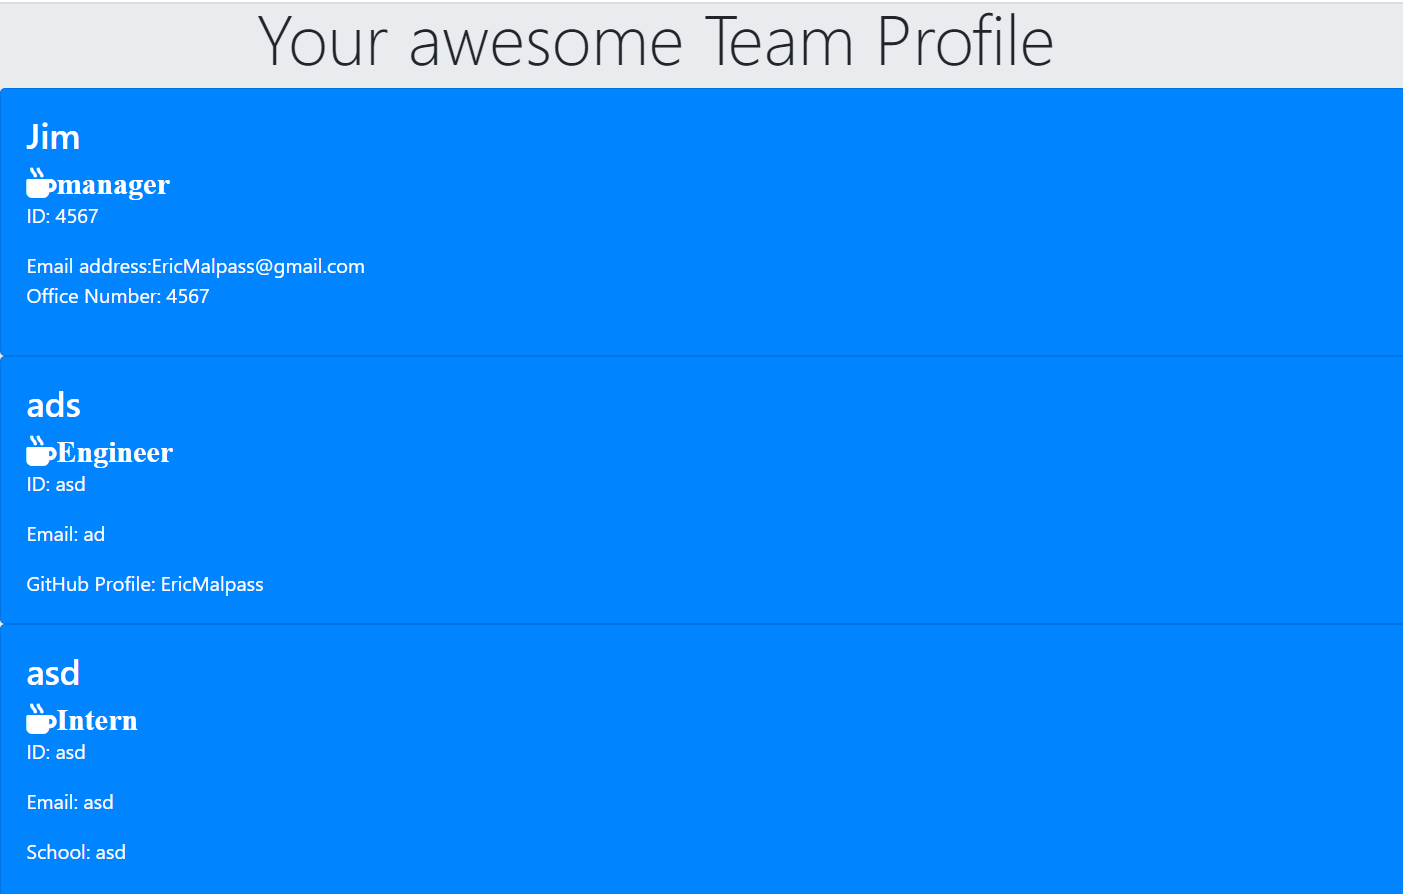 Your awesome Team Profile
Jim
manager
ID: 4567
Email address:EricMalpass@gmail.com
Office Number: 4567
ads
Engineer
ID: asd
Email: ad
GitHub Profile: EricMalpass
asd
Intern
ID: asd
Email: asd
School: asd